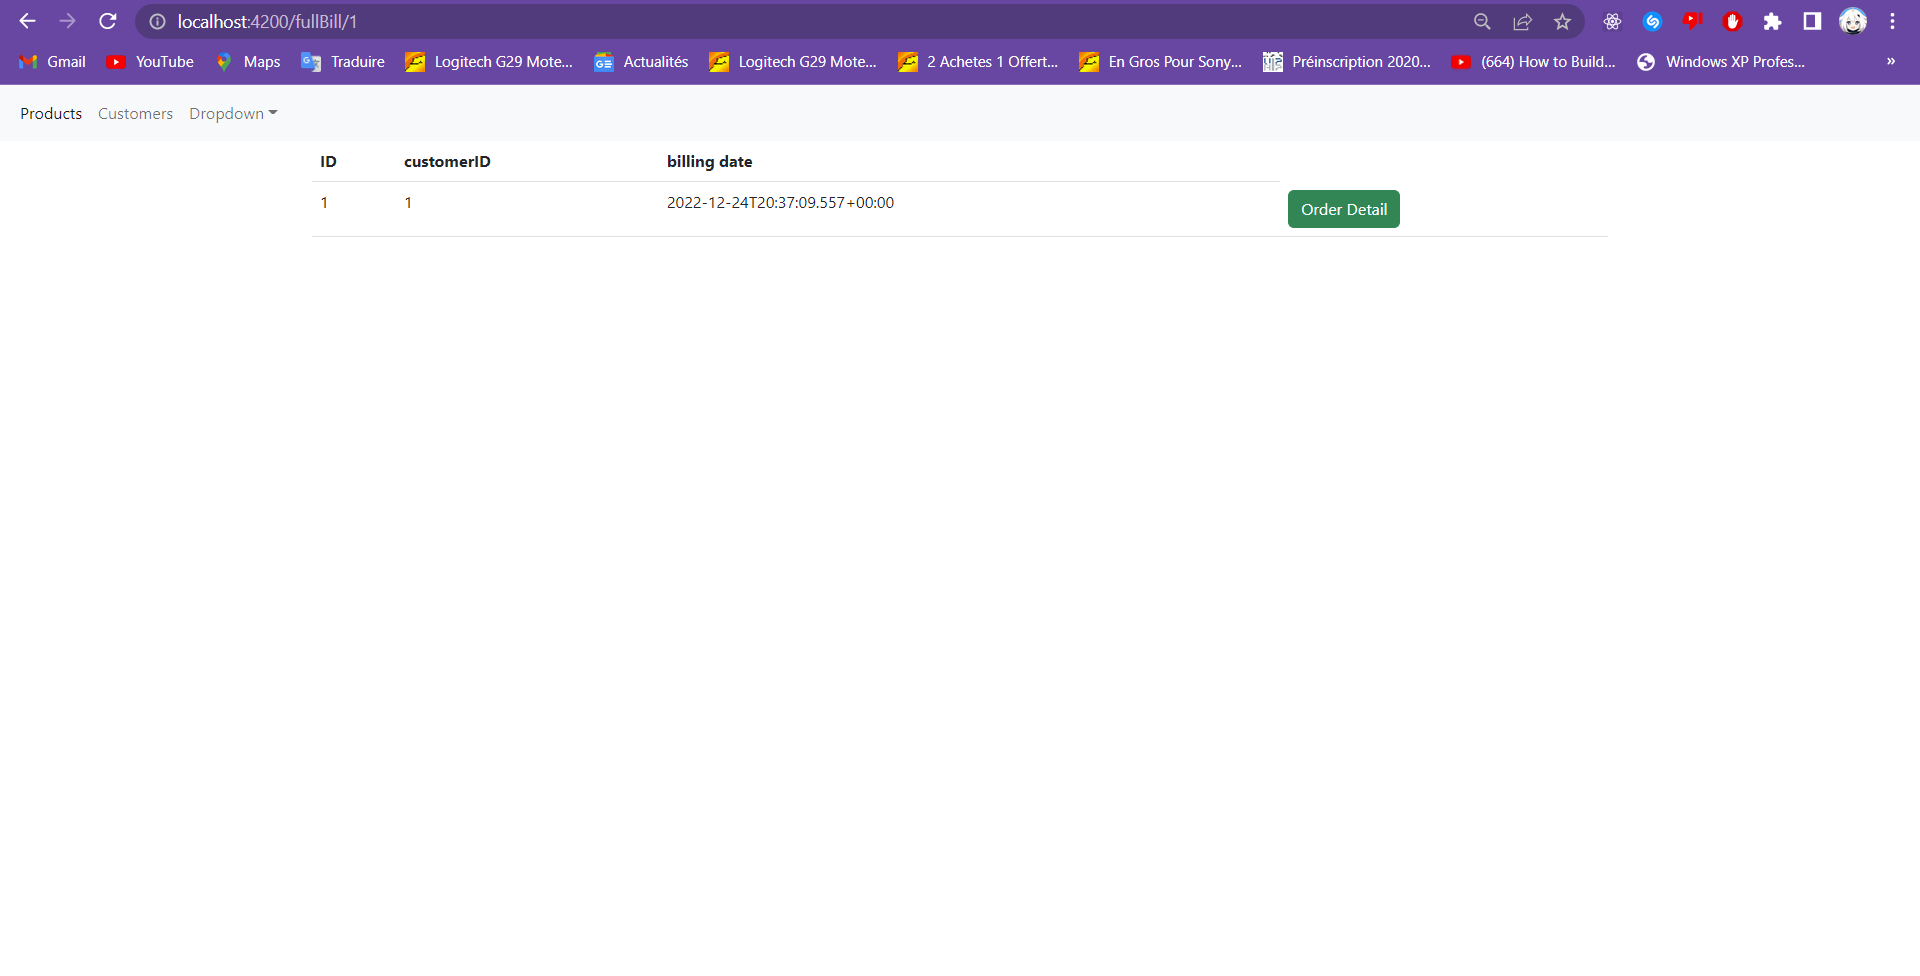 localhost:4200/fullBill/1
Gmail YouTube Maps Traduire Logitech G29 Mote... Actualités Logitech G29 Mote... 2 Achetes 1 Offert... En Gros Pour Sony... Préinscription 2020... (664) How to Build... Windows XP Profes... »
Products Customers Dropdown
ID customerID billing date
1 1 2022-12-24T20:37:09.557+00:00 Order Detail